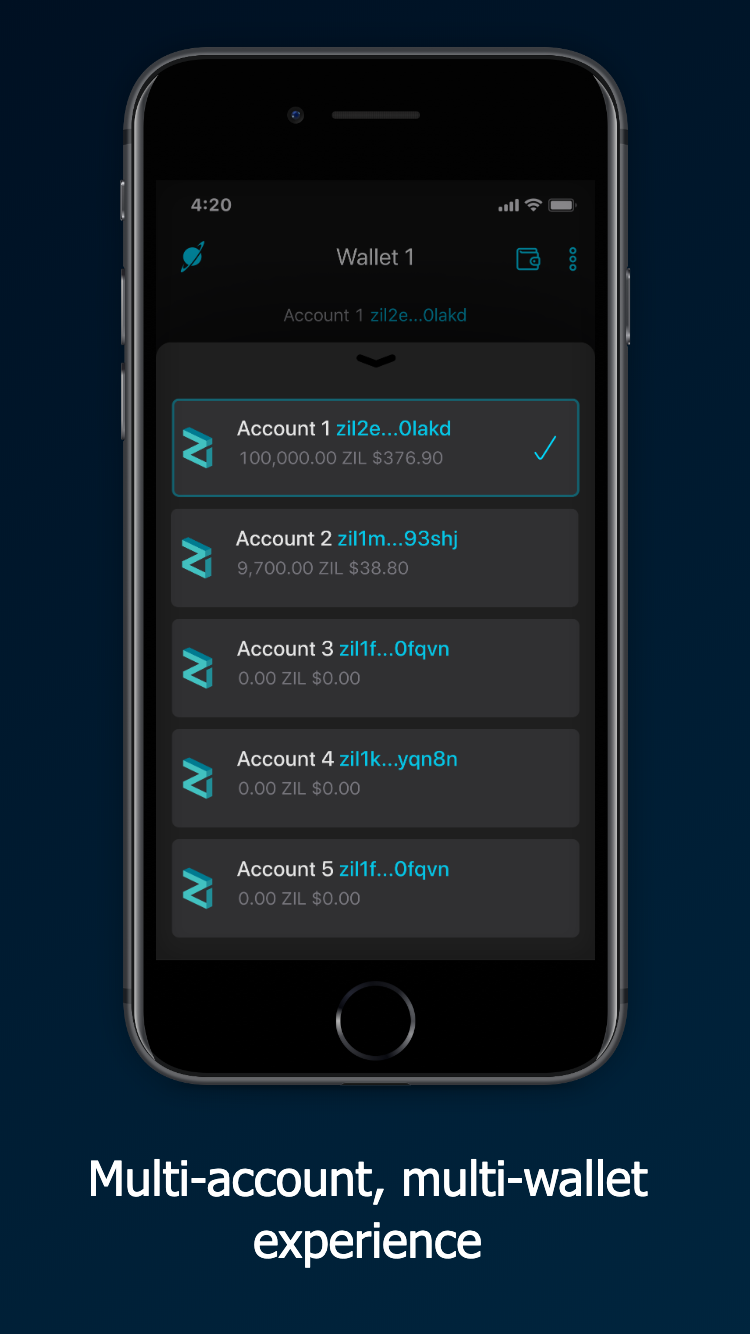 4:20
Wallet 1
Account 1 zil2e...0lakd
Account 1 zil2e...0lakd
100,000.00 ZIL $376.90
Account 2 zil1m...93shj
9,700.00 ZIL $38.80
Account 3 zil1f...0fqvn
0.00 ZIL $0.00
Account 4 zil1k...yqn8n
0.00 ZIL $0.00
Account 5 zil1f...0fqvn
0.00 ZIL $0.00
Multi-account, multi-wallet
experience